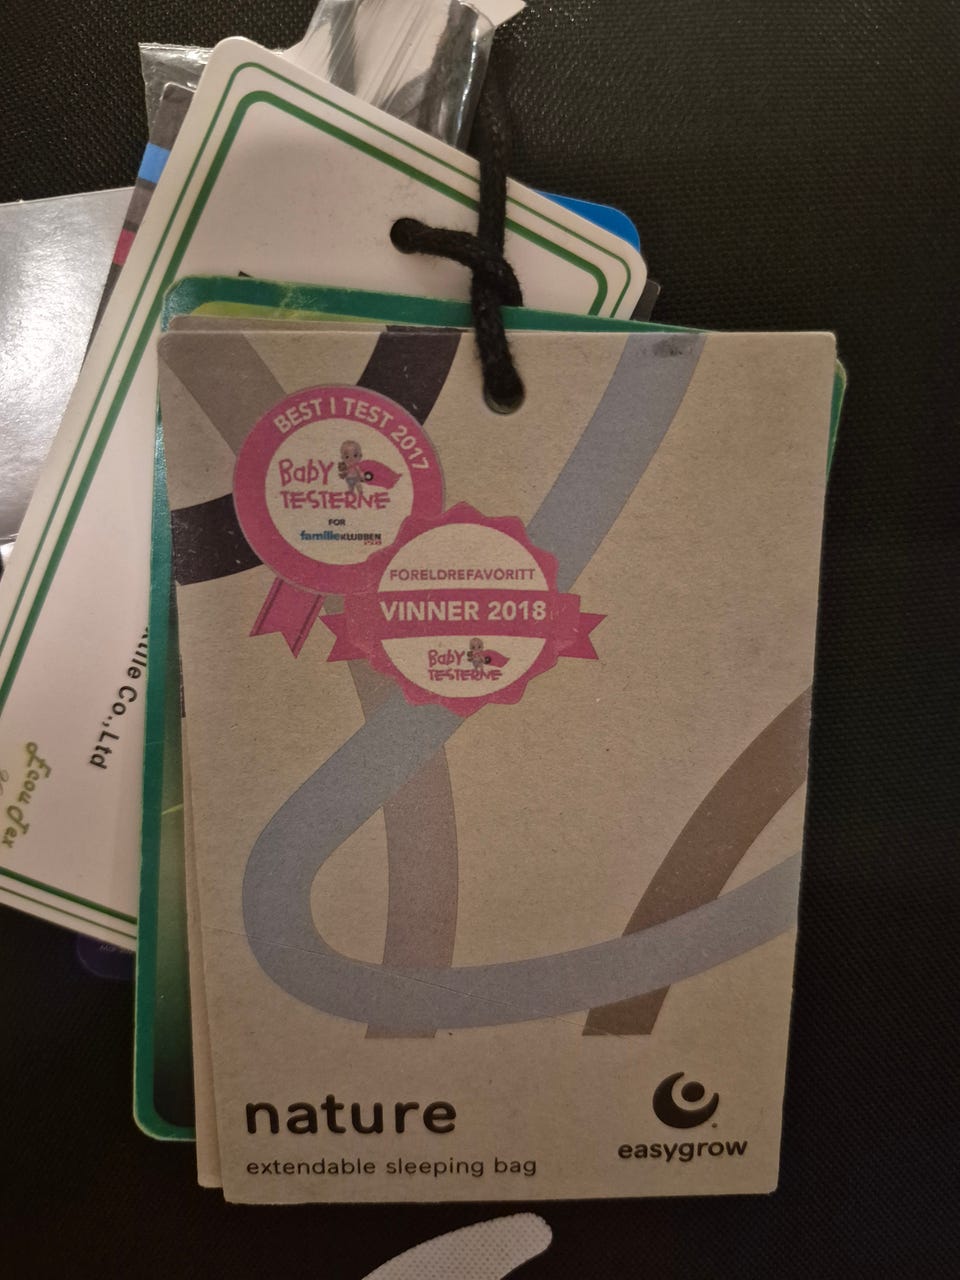 BEST I TEST 2017
Baby
TESTERNE
FOR
familieKLUBBEN
FORELDREFAVORITT
VINNER 2018
Baby
TESTERNE
Co.,Ltd
nature
extendable sleeping bag
easygrow